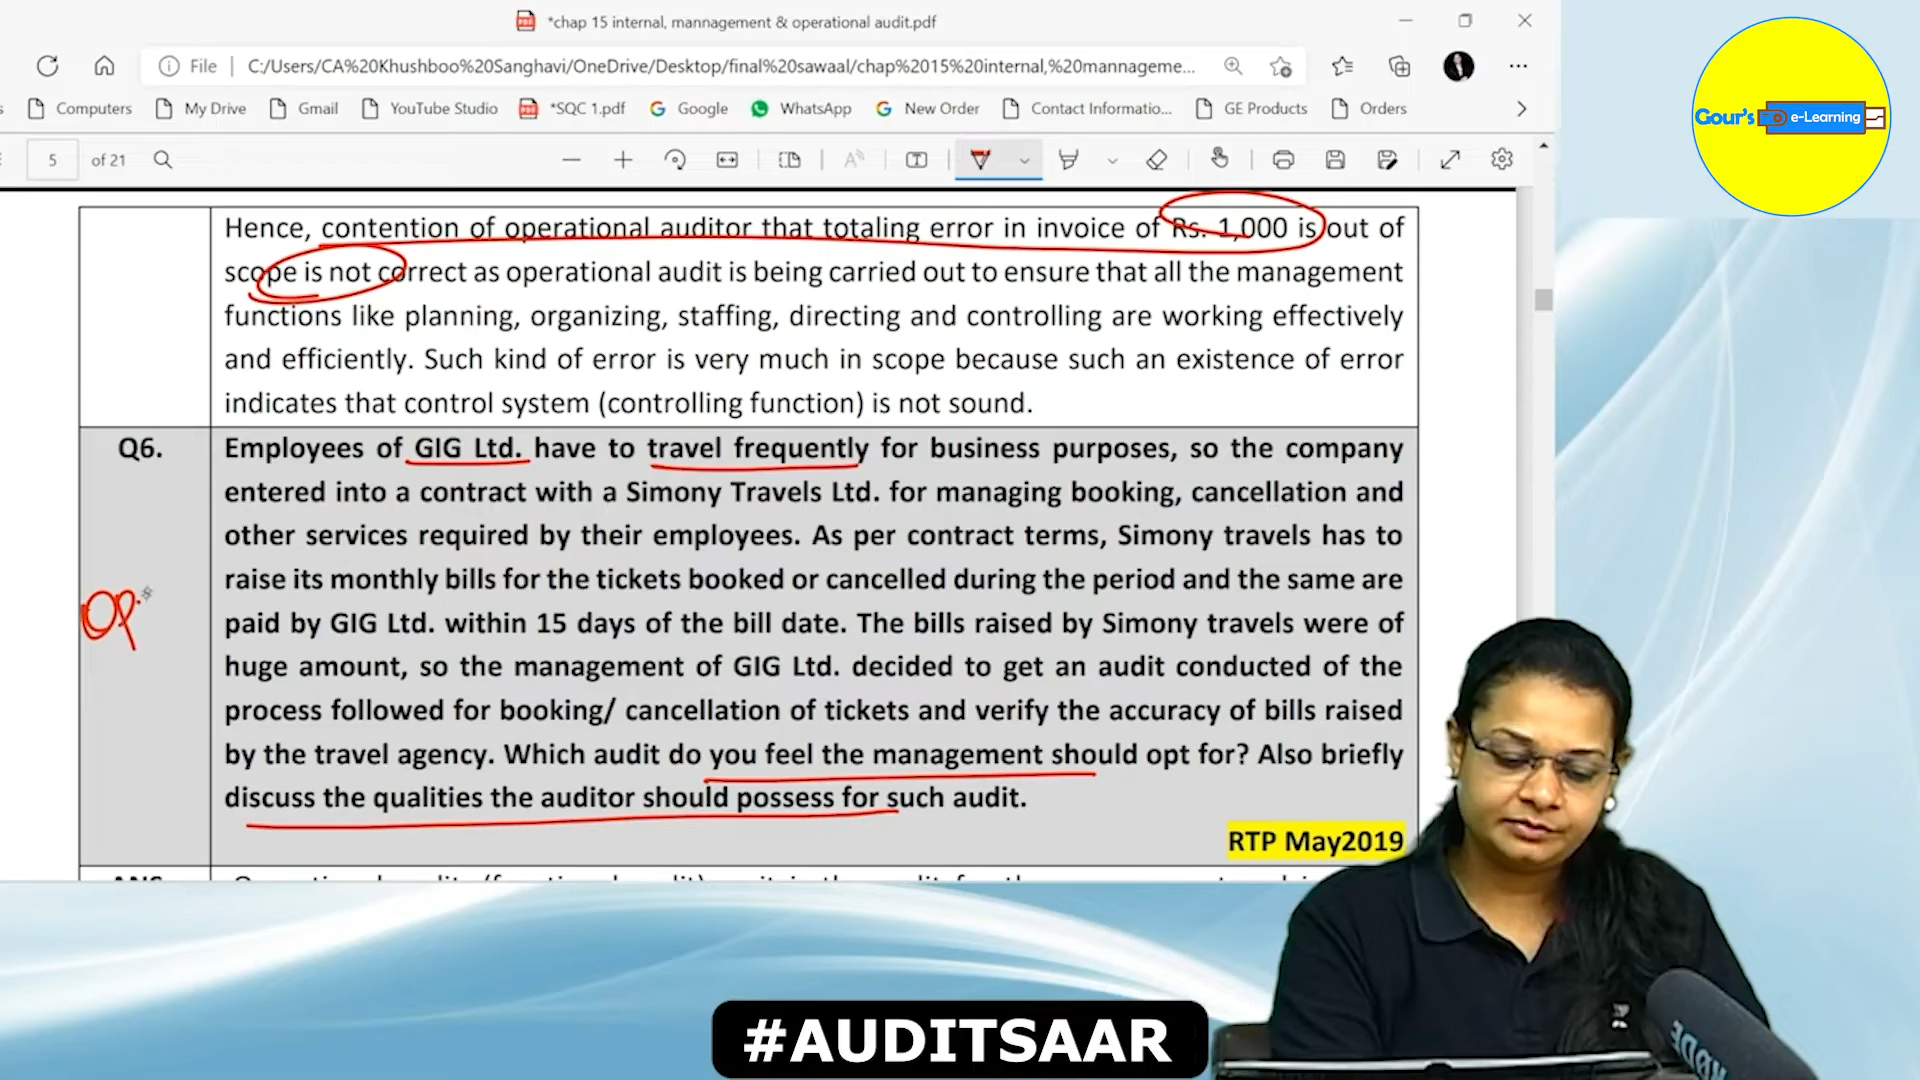 *chap 15 internal, mannagement & operational audit.pdf
File C:/Users/CA%20Khushboo%20Sanghavi/OneDrive/Desktop/final%20sawaal/chap%2015%20internal,%20mannageme...
Computers My Drive Gmail YouTube Studio *SQC 1.pdf Google WhatsApp New Order Contact Informatio... GE Products Orders
Gour's e-Learning
5 of 21
Hence, contention of operational auditor that totaling error in invoice of Rs. 1,000 is out of
scope is not correct as operational audit is being carried out to ensure that all the management
functions like planning, organizing, staffing, directing and controlling are working effectively
and efficiently. Such kind of error is very much in scope because such an existence of error
indicates that control system (controlling function) is not sound.
Q6. Employees of GIG Ltd. have to travel frequently for business purposes, so the company
entered into a contract with a Simony Travels Ltd. for managing booking, cancellation and
other services required by their employees. As per contract terms, Simony travels has to
raise its monthly bills for the tickets booked or cancelled during the period and the same are
OP.
paid by GIG Ltd. within 15 days of the bill date. The bills raised by Simony travels were of
huge amount, so the management of GIG Ltd. decided to get an audit conducted of the
process followed for booking/ cancellation of tickets and verify the accuracy of bills raised
by the travel agency. Which audit do you feel the management should opt for? Also briefly
discuss the qualities the auditor should possess for such audit.
RTP May2019
#AUDITSAAR